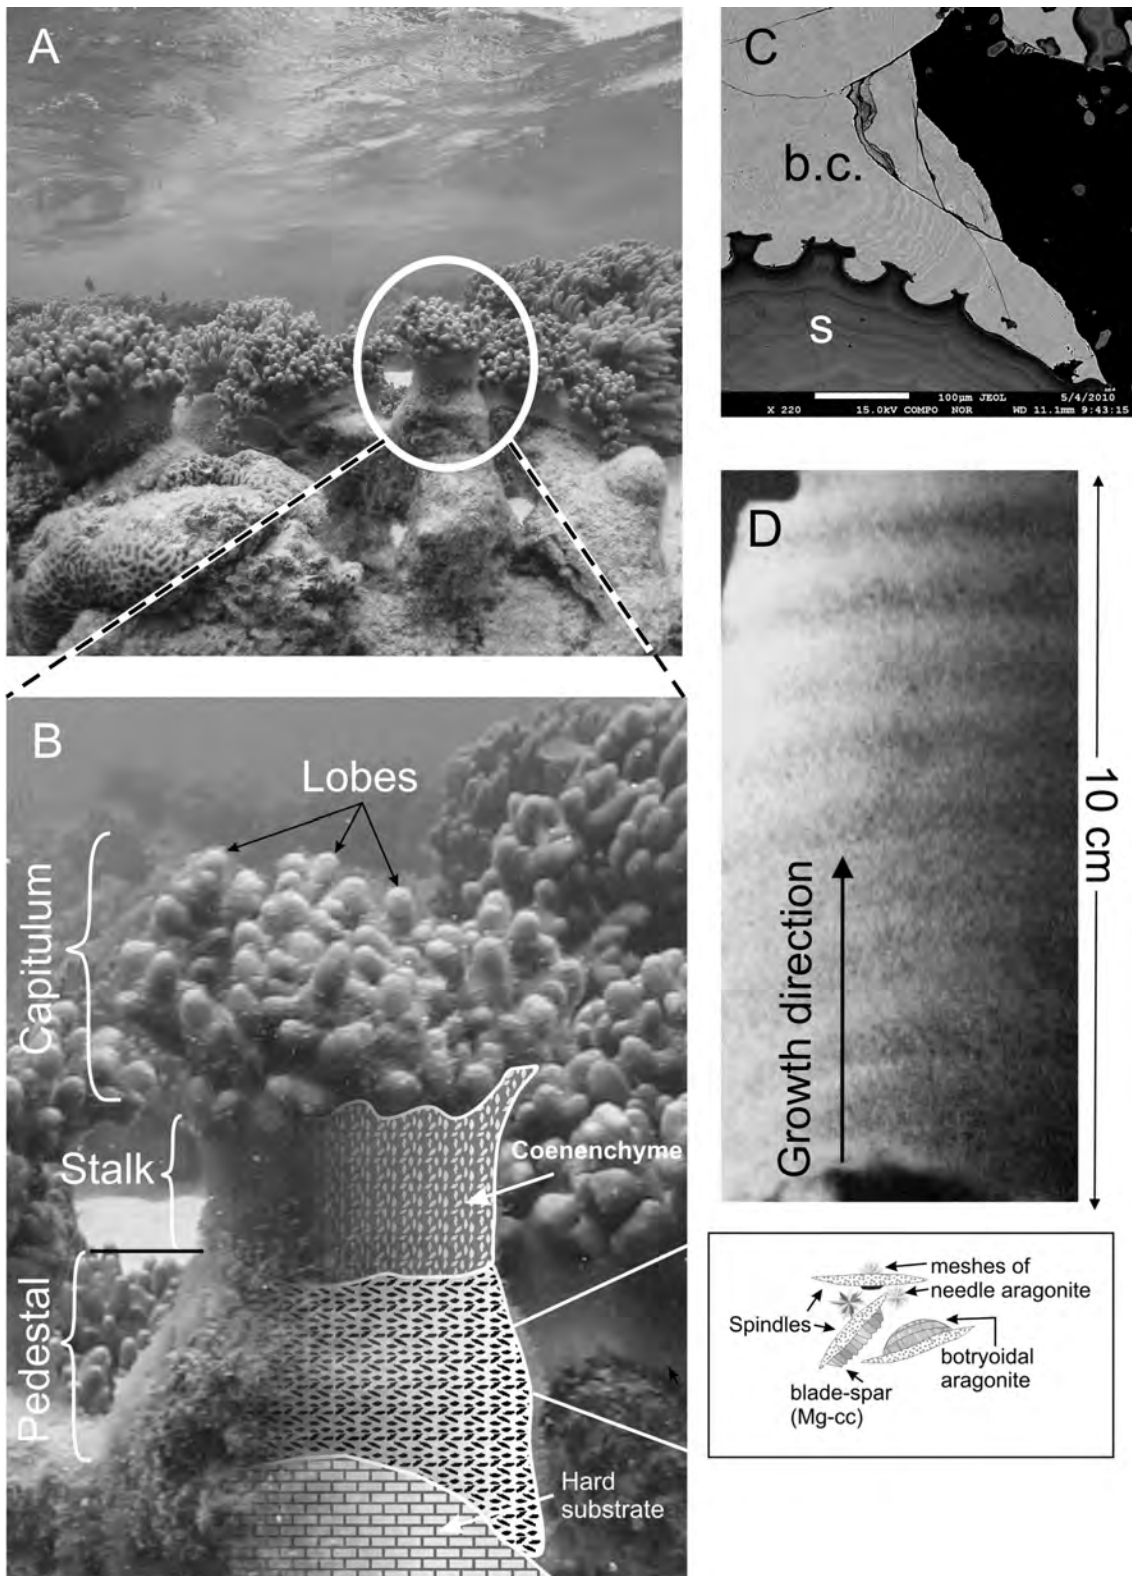 A
B
Lobes
Capitulum
Stalk
Coenenchyme
Pedestal
Hard
substrate
C
b.c.
s
100µm JEOL 5/4/2010
X 220 15.0kV COMPO NOR WD 11.1mm 9:43:15
D
Growth direction
10 cm
meshes of
needle aragonite
Spindles
botryoidal
aragonite
blade-spar
(Mg-cc)